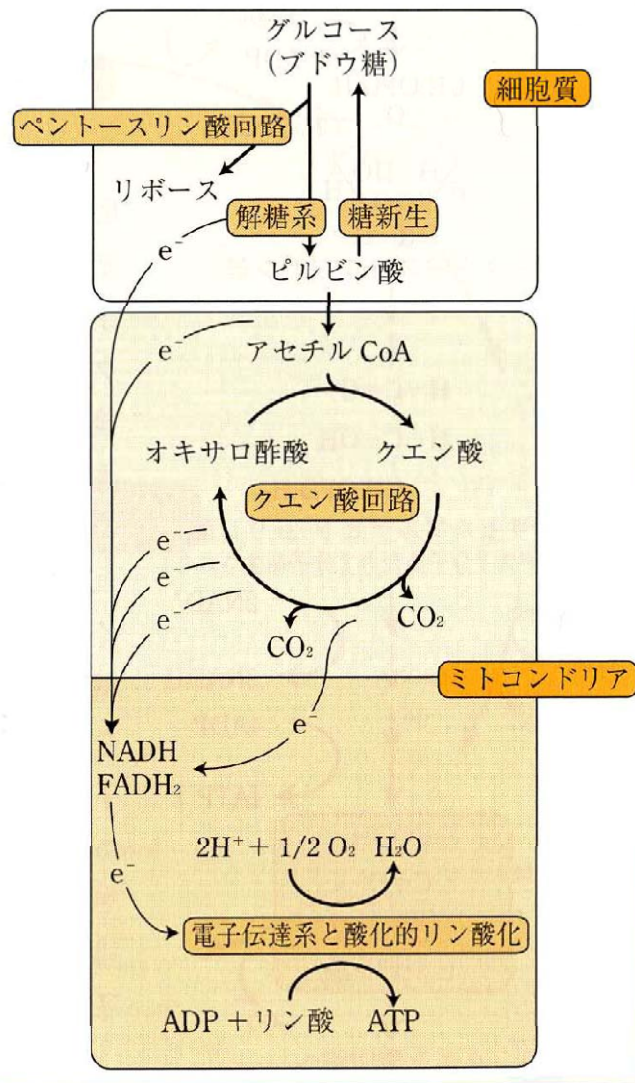 グルコース
(ブドウ糖)
細胞質
ペントースリン酸回路
リボース
解糖系
糖新生
e⁻
ピルビン酸
e⁻
アセチル CoA
オキサロ酢酸
クエン酸
クエン酸回路
e⁻
e⁻
e⁻
CO₂
CO₂
ミトコンドリア
e⁻
NADH
FADH₂
2H⁺ + 1/2 O₂ H₂O
e⁻
電子伝達系と酸化的リン酸化
ADP + リン酸 ATP